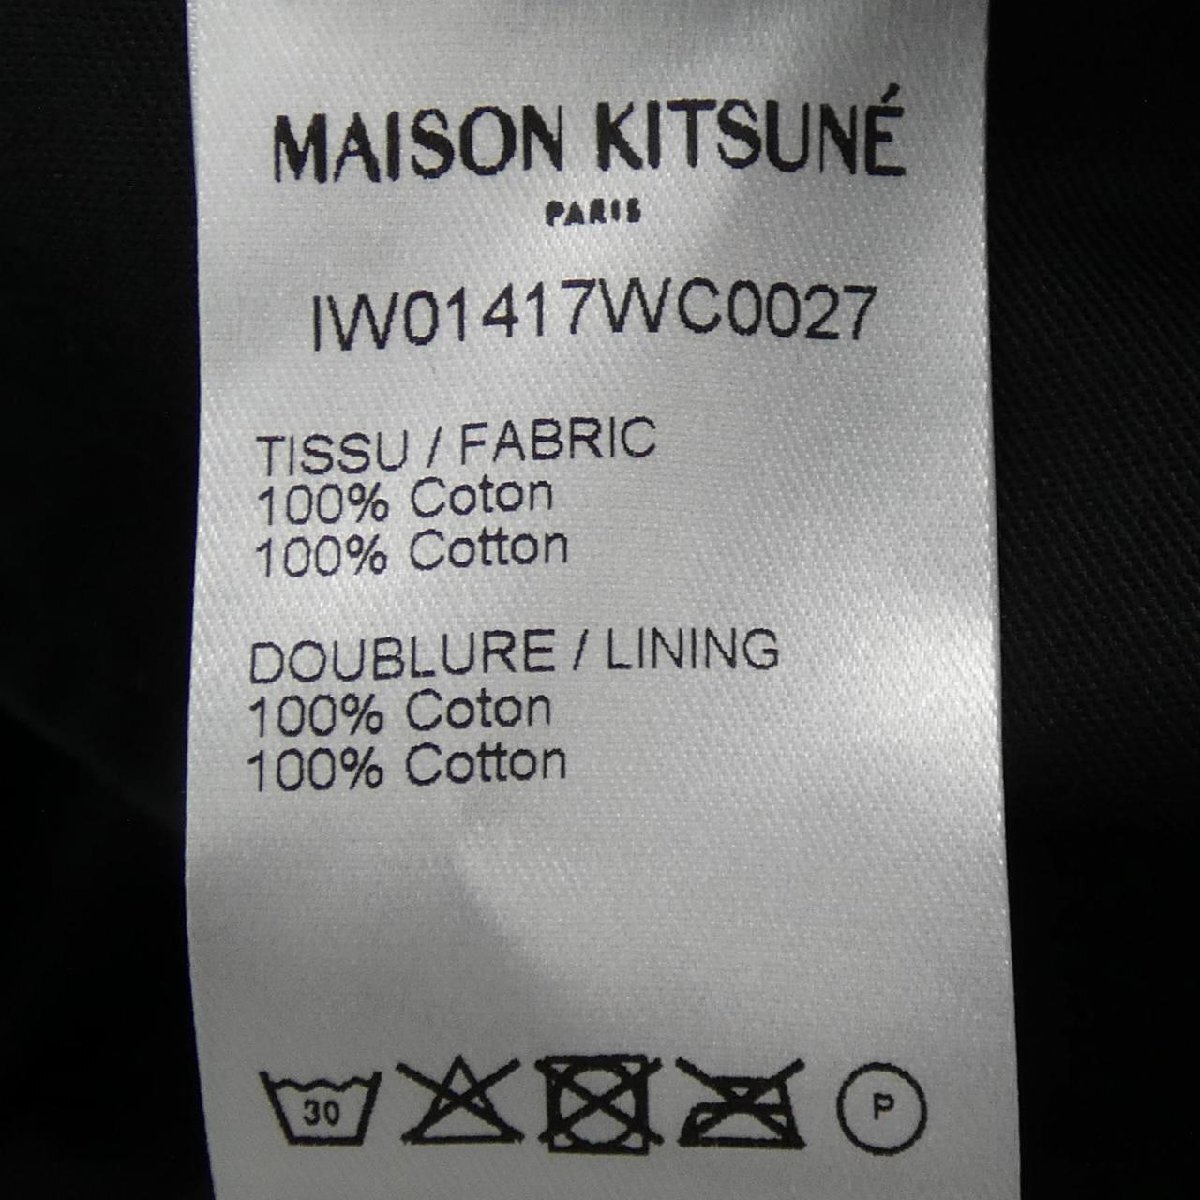 MAISON KITSUNÉ
PARIS
IW01417WC0027
TISSU / FABRIC
100% Coton
100% Cotton
DOUBLURE / LINING
100% Coton
100% Cotton
30 P